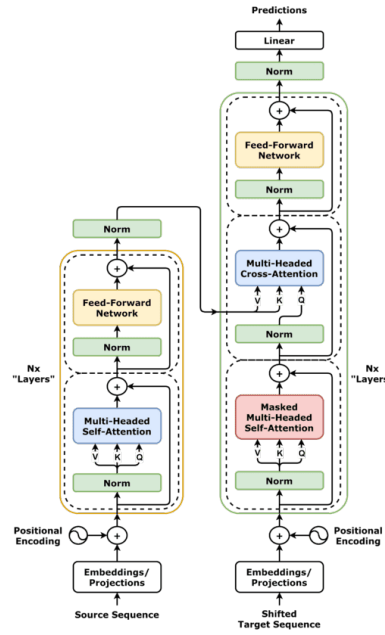 Predictions
Linear
Norm
Feed-Forward
Network
Norm
Multi-Headed
Cross-Attention
V
K
Q
Norm
Masked
Multi-Headed
Self-Attention
V
K
Q
Norm
Nx
"Layers"
Positional
Encoding
Embeddings/
Projections
Shifted
Target Sequence
Norm
Feed-Forward
Network
Norm
Multi-Headed
Self-Attention
V
K
Q
Norm
Nx
"Layers"
Positional
Encoding
Embeddings/
Projections
Source Sequence